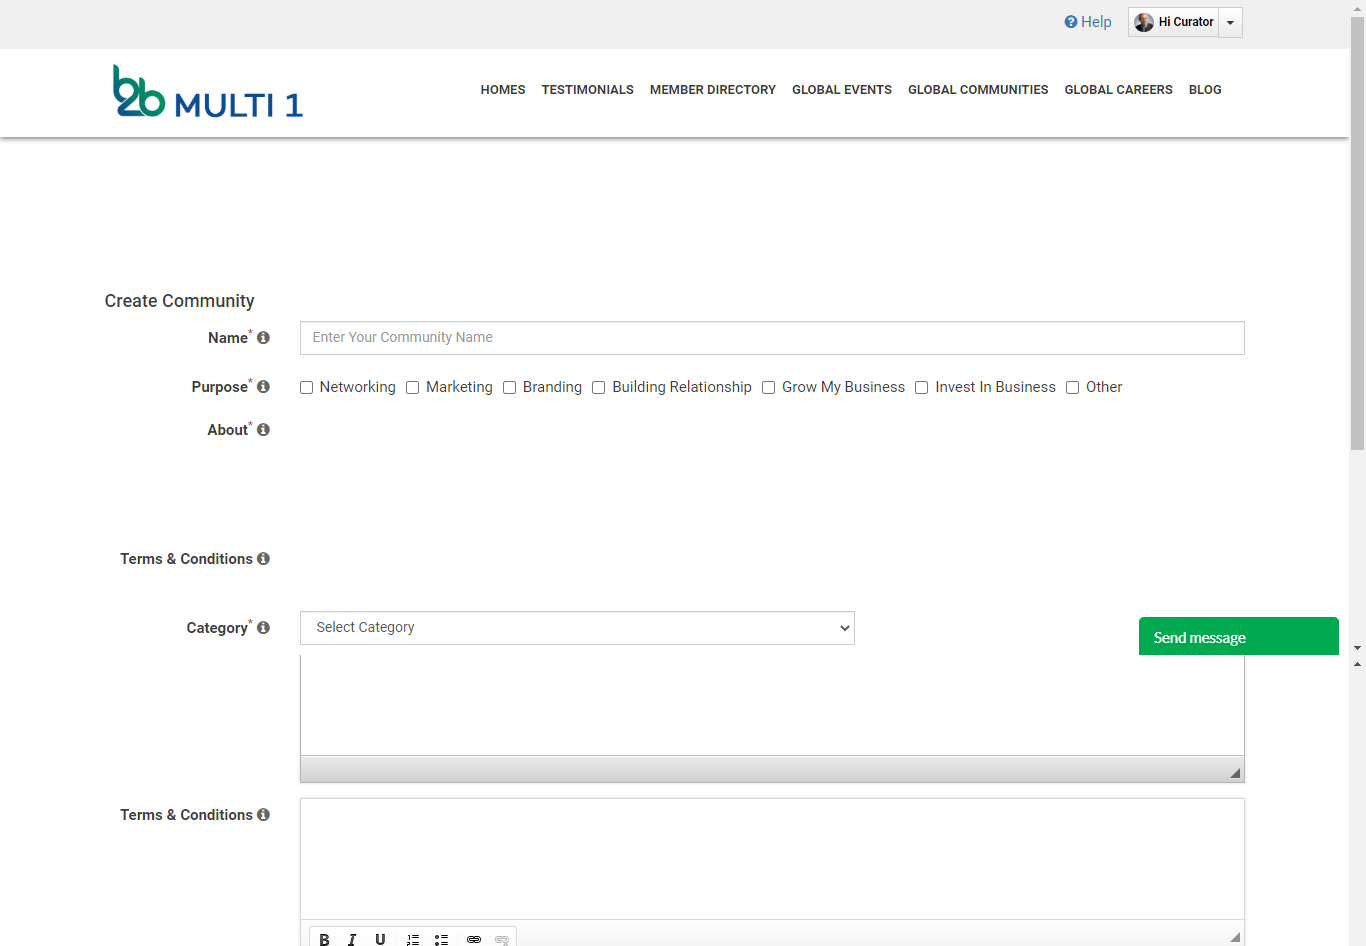 Help
Hi Curator
b2b MULTI 1
HOMES TESTIMONIALS MEMBER DIRECTORY GLOBAL EVENTS GLOBAL COMMUNITIES GLOBAL CAREERS BLOG
Create Community
Name*
Enter Your Community Name
Purpose*
Networking Marketing Branding Building Relationship Grow My Business Invest In Business Other
About*
Terms & Conditions
Category*
Select Category
Send message
Terms & Conditions
B I U